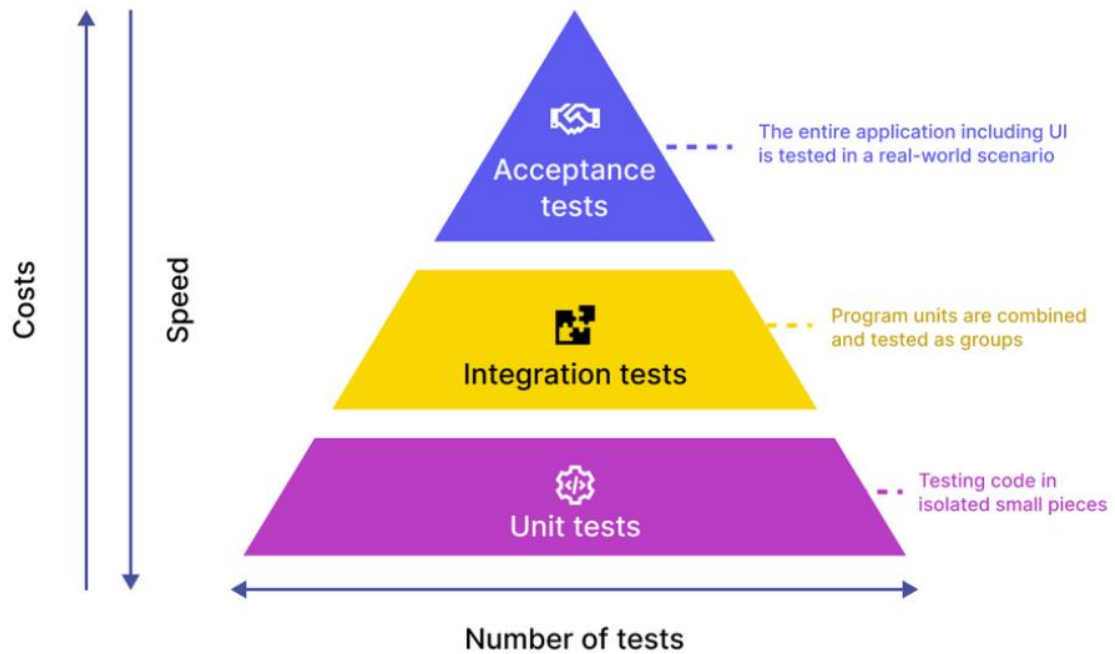 Costs
Speed
Acceptance
tests
The entire application including UI
is tested in a real-world scenario
Integration tests
Program units are combined
and tested as groups
</>
Unit tests
Testing code in
isolated small pieces
Number of tests